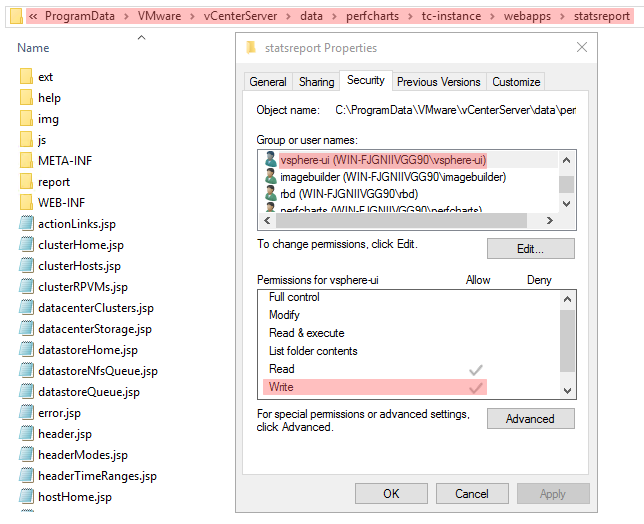 « ProgramData > VMware > vCenterServer > data > perfcharts > tc-instance > webapps > statsreport
Name
ext
help
img
js
META-INF
report
WEB-INF
actionLinks.jsp
clusterHome.jsp
clusterHosts.jsp
clusterRPVMs.jsp
datacenterClusters.jsp
datacenterStorage.jsp
datastoreHome.jsp
datastoreNfsQueue.jsp
datastoreQueue.jsp
error.jsp
header.jsp
headerModes.jsp
headerTimeRanges.jsp
hostHome.jsp
statsreport Properties
General Sharing Security Previous Versions Customize
Object name: C:\ProgramData\VMware\vCenterServer\data\perf
Group or user names:
vsphere-ui (WIN-FJGNIIVGG90\vsphere-ui)
imagebuilder (WIN-FJGNIIVGG90\imagebuilder)
rbd (WIN-FJGNIIVGG90\rbd)
perfcharts (WIN-FJGNIIVGG90\perfcharts)
To change permissions, click Edit.
Edit...
Permissions for vsphere-ui Allow Deny
Full control
Modify
Read & execute
List folder contents
Read
Write
For special permissions or advanced settings,
click Advanced.
Advanced
OK Cancel Apply